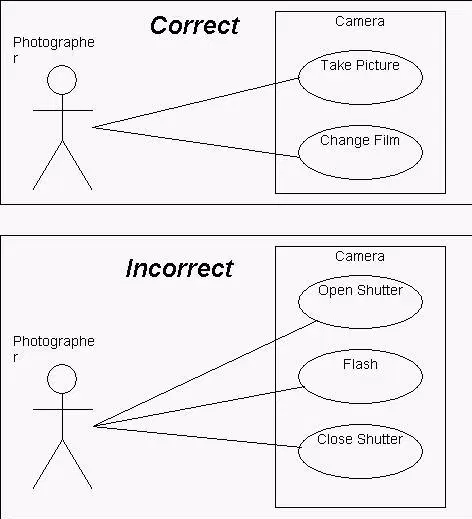 Correct
Camera
Photographe
r
Take Picture
Change Film
Incorrect
Camera
Open Shutter
Photographe
r
Flash
Close Shutter